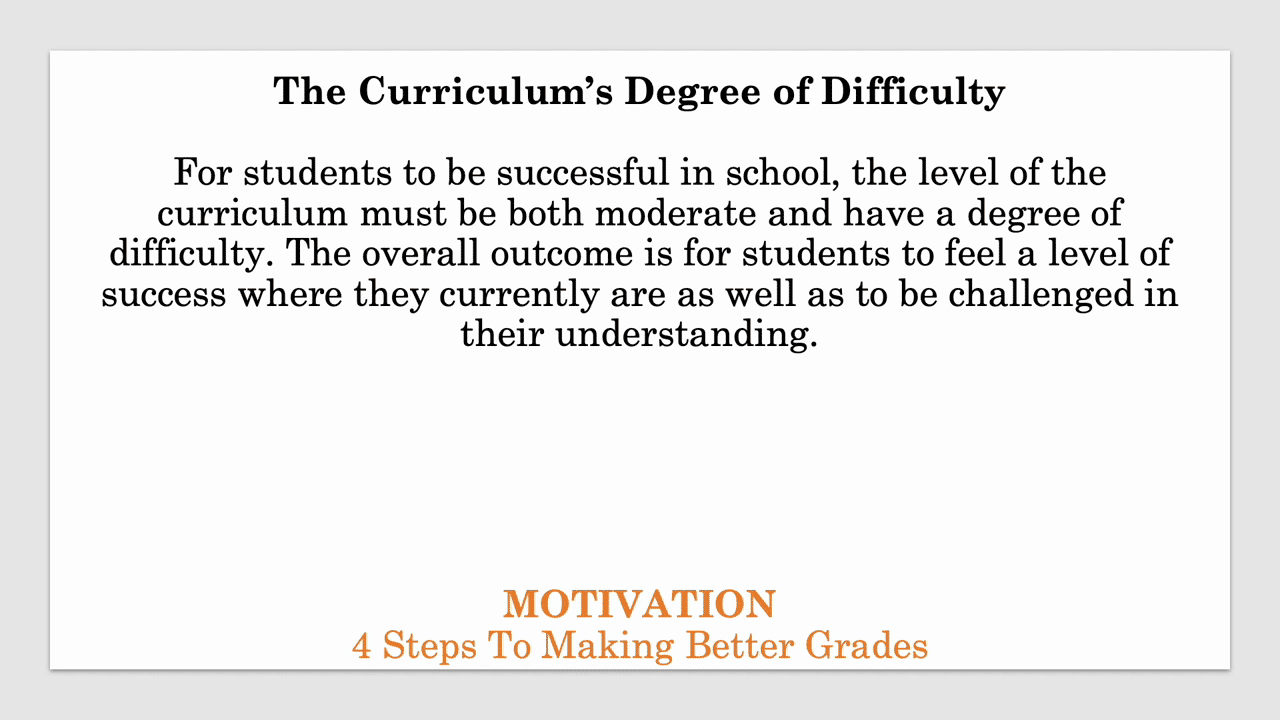 The Curriculum’s Degree of Difficulty
For students to be successful in school, the level of the
curriculum must be both moderate and have a degree of
difficulty. The overall outcome is for students to feel a level of
success where they currently are as well as to be challenged in
their understanding.
MOTIVATION
4 Steps To Making Better Grades